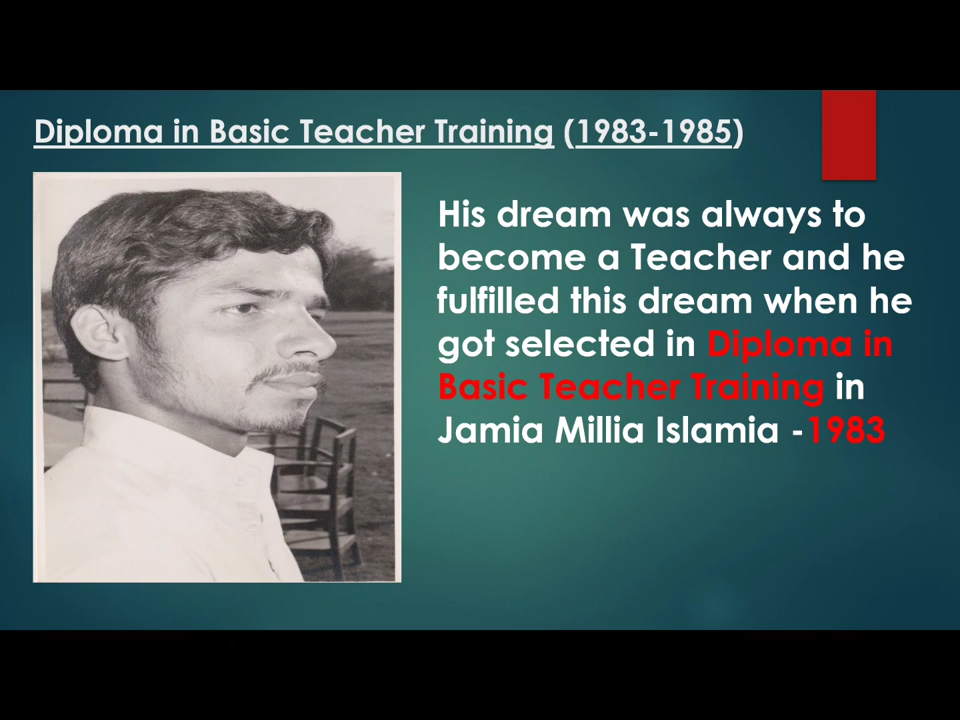 Diploma in Basic Teacher Training (1983-1985)
His dream was always to
become a Teacher and he
fulfilled this dream when he
got selected in Diploma in
Basic Teacher Training in
Jamia Millia Islamia -1983